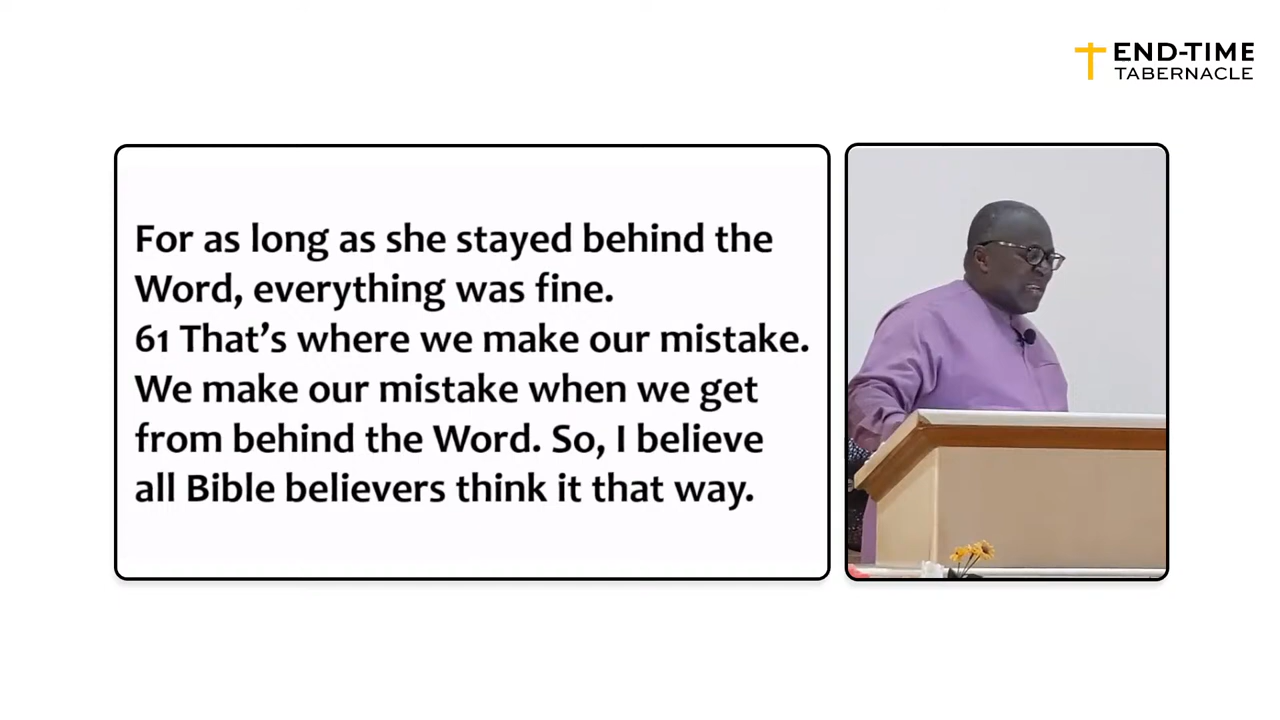 END-TIME
TABERNACLE
For as long as she stayed behind the
Word, everything was fine.
61 That's where we make our mistake.
We make our mistake when we get
from behind the Word. So, I believe
all Bible believers think it that way.